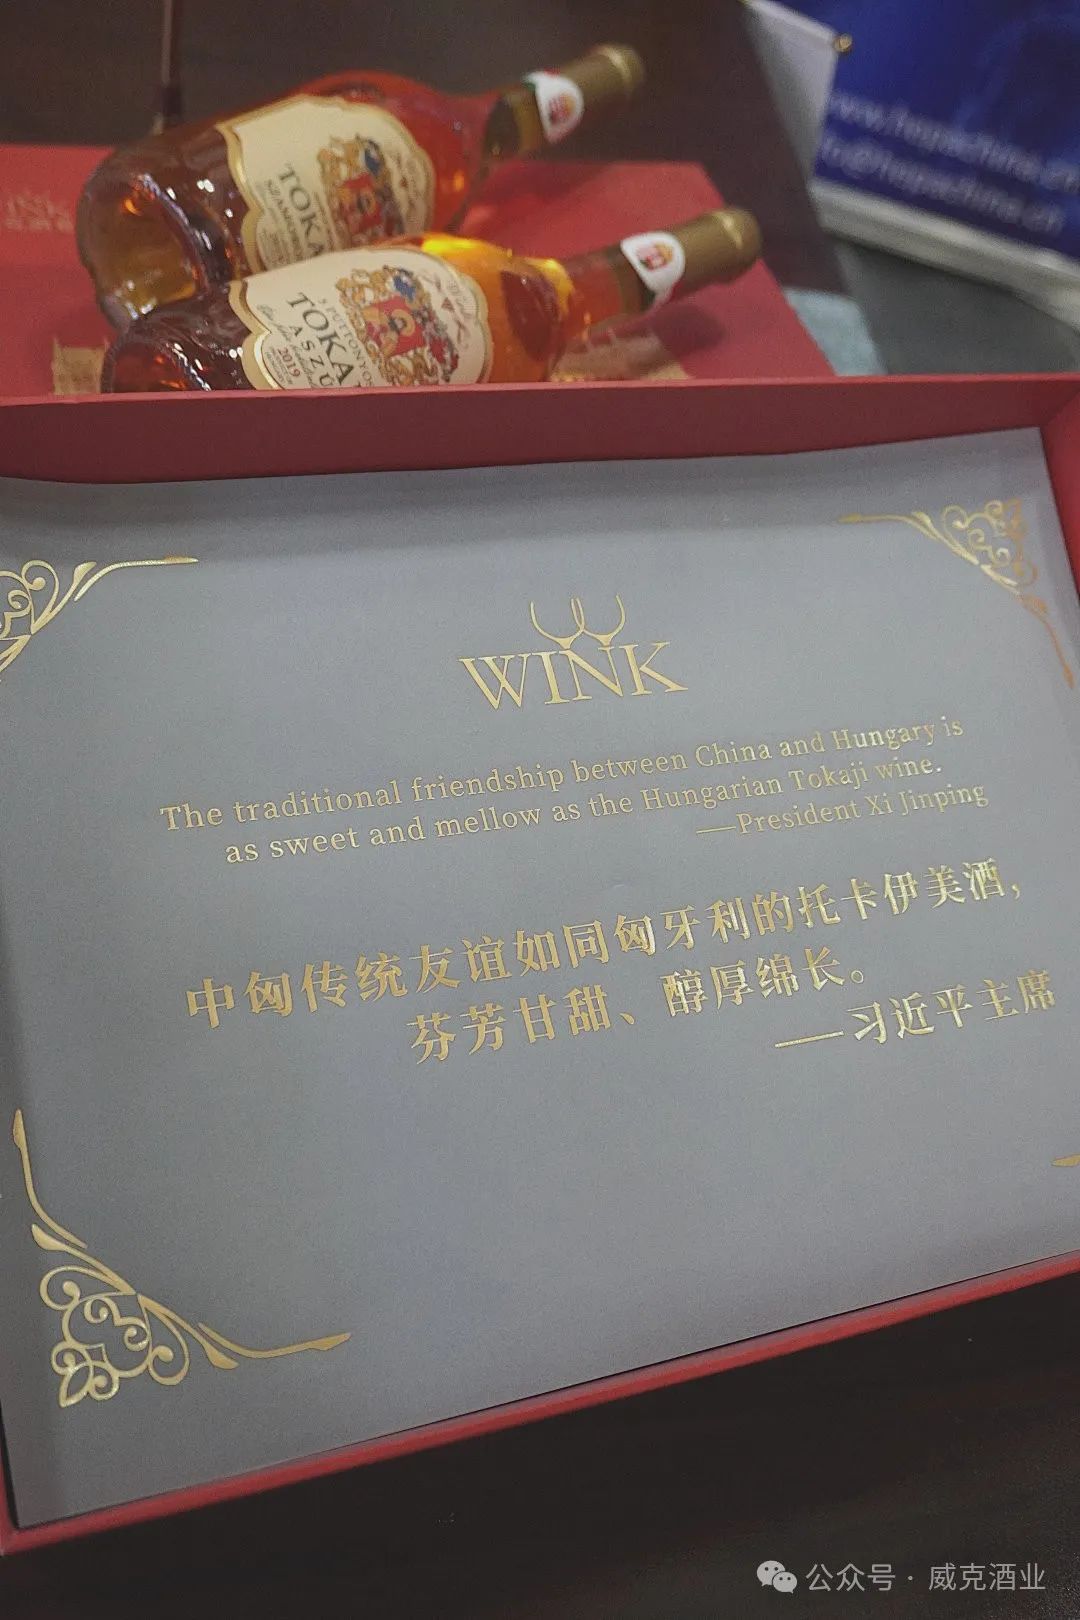 TOKA
SZAMORO
PUTTONYO
TOKA
ASZÚ
2019
WINK
The traditional friendship between China and Hungary is
as sweet and mellow as the Hungarian Tokaji wine.
——President Xi Jinping
中匈传统友谊如同匈牙利的托卡伊美酒，
芬芳甘甜、醇厚绵长。
——习近平主席
公众号 · 威克酒业